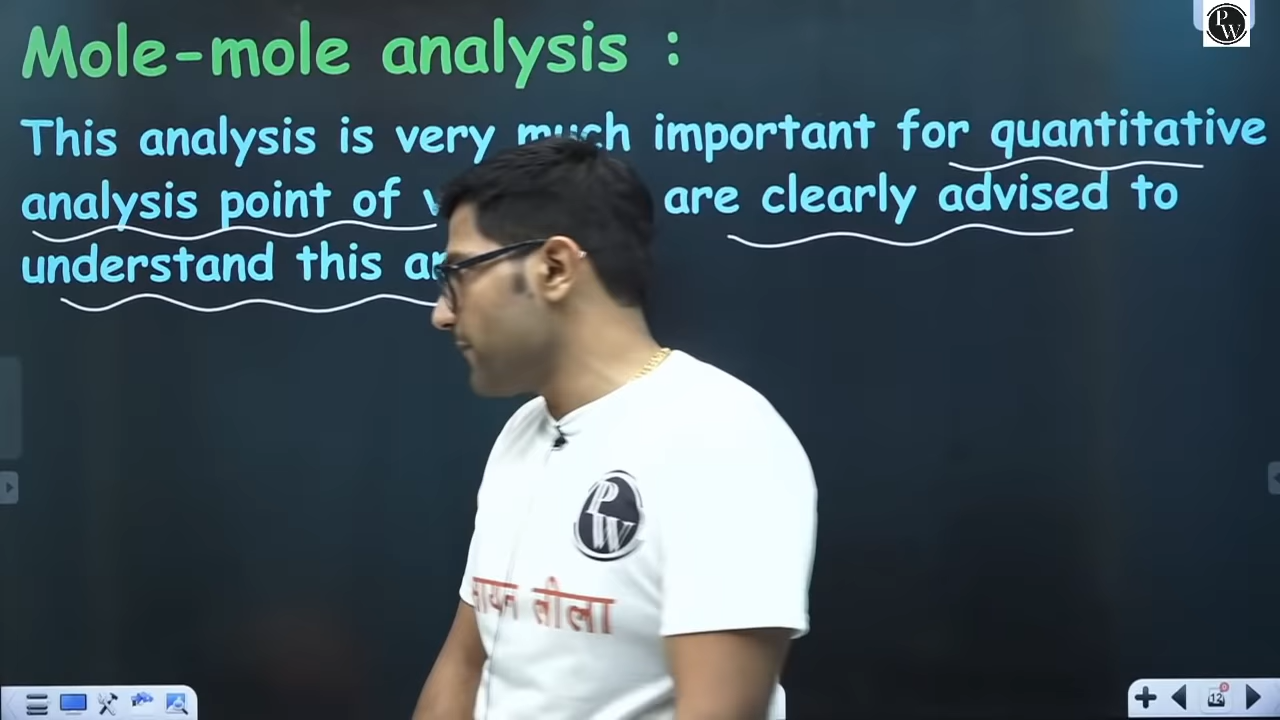 Mole-mole analysis :
PW
This analysis is very much important for quantitative
analysis point of are clearly advised to
understand this
PW
लीला
12